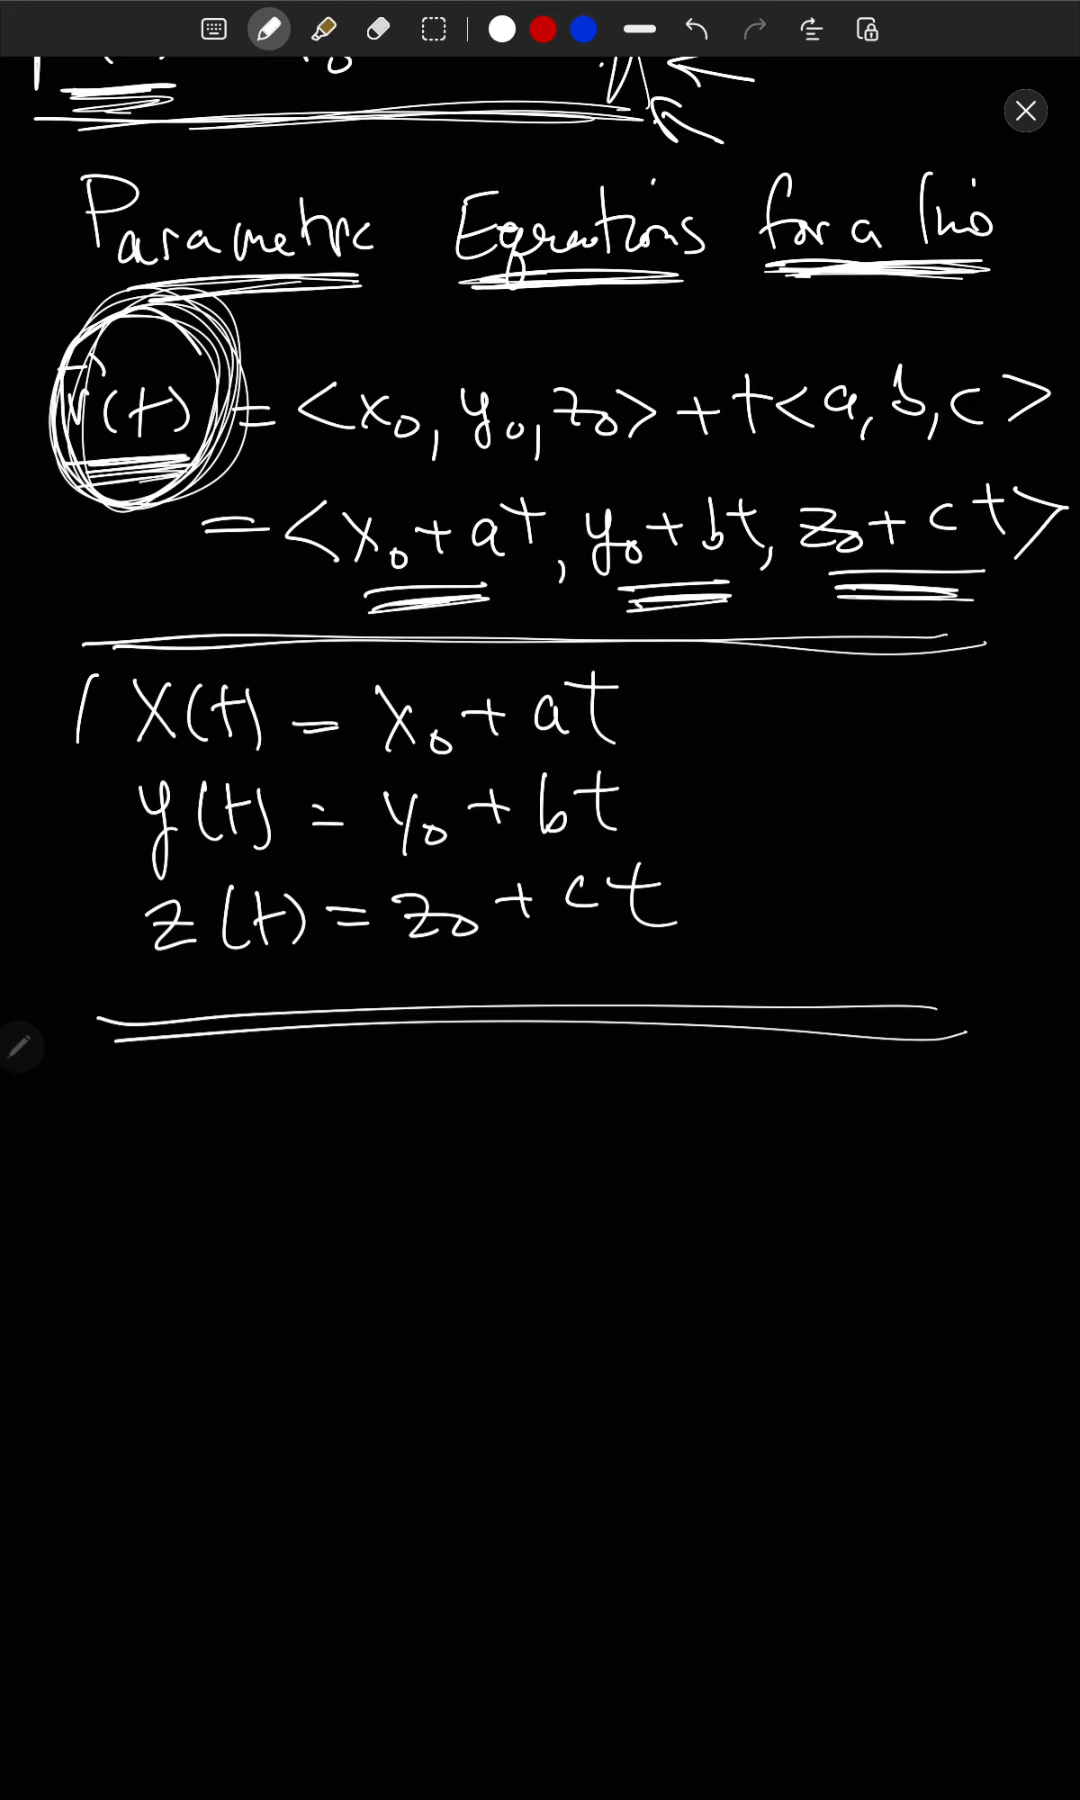 Parametric Equations for a line
r⃗(t) = <x₀, y₀, z₀> + t<a, b, c>
= <x₀ + at, y₀ + bt, z₀ + ct>
x(t) = x₀ + at
y(t) = y₀ + bt
z(t) = z₀ + ct